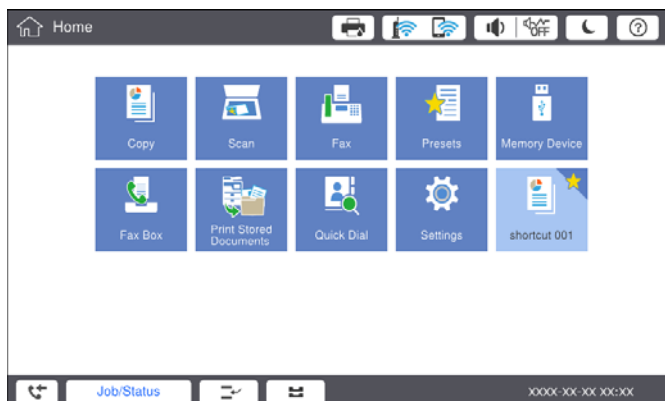 Home
OFF
Copy
Scan
Fax
Presets
Memory Device
Fax Box
Print Stored
Documents
Quick Dial
Settings
shortcut 001
Job/Status
XXXX-XX-XX XX:XX